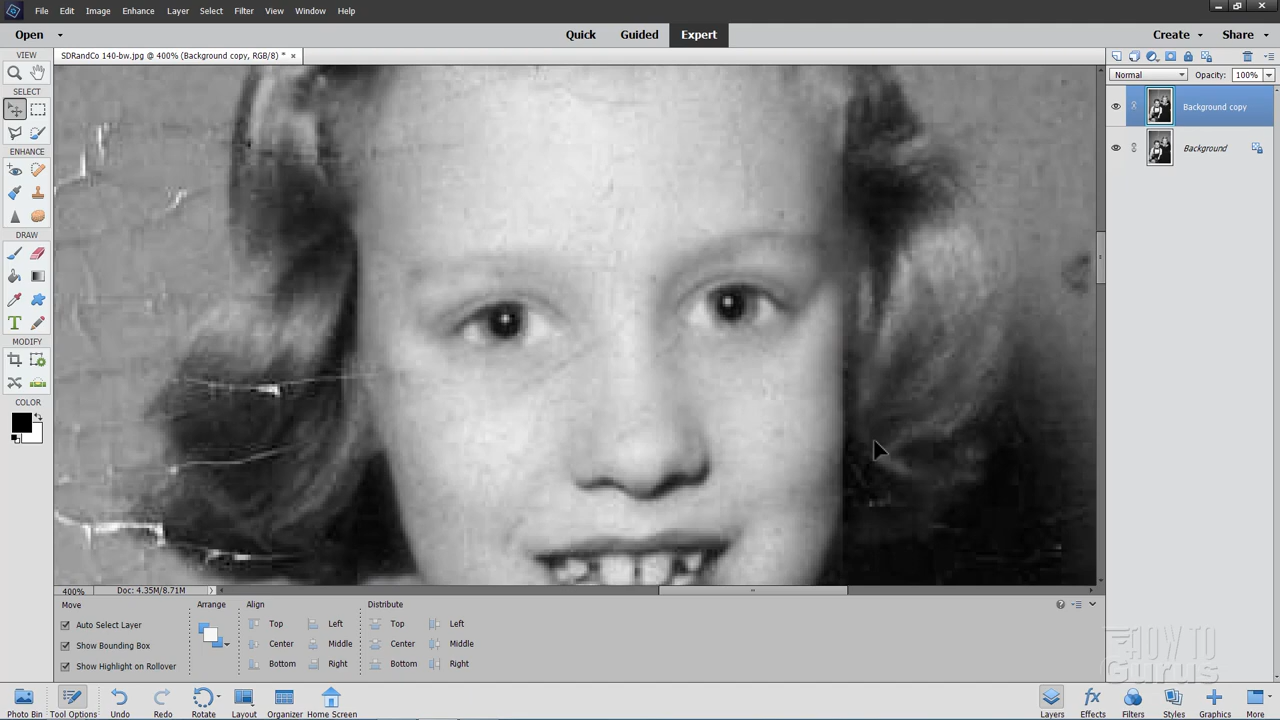 File Edit Image Enhance Layer Select Filter View Window Help
Open Quick Guided Expert Create Share
SDRandCo 140-bw.jpg @ 400% (Background copy, RGB/8) * ×
VIEW
SELECT
ENHANCE
DRAW
MODIFY
COLOR
Normal Opacity: 100%
Background copy
Background
400% Doc: 4.35M/8.71M
Move Arrange Align Distribute
Auto Select Layer
Show Bounding Box
Show Highlight on Rollover
Top Left Top Left
Center Middle Center Middle
Bottom Right Bottom Right
HOW TO
Gurus
Photo Bin Tool Options Undo Redo Rotate Layout Organizer Home Screen Layers Effects Filters Styles Graphics More